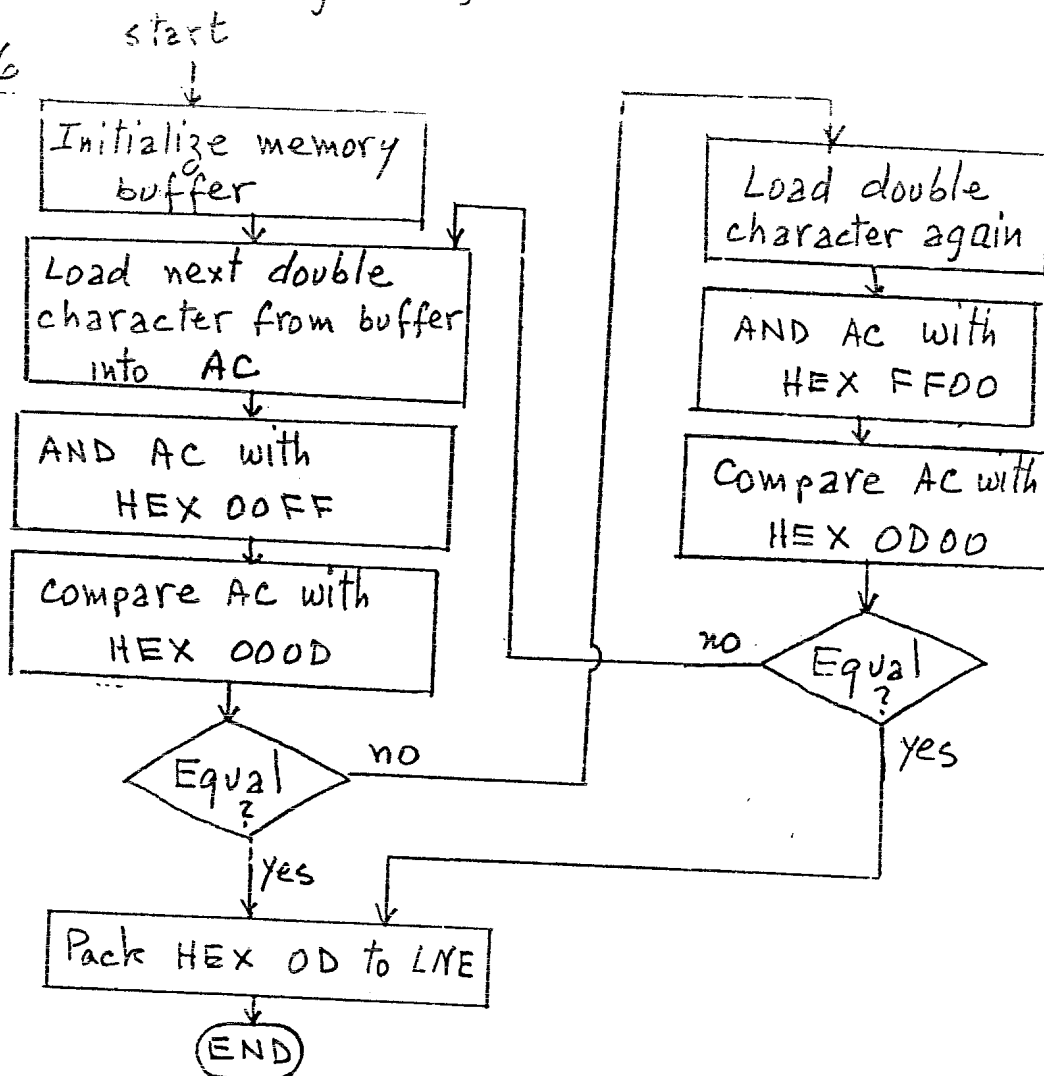 start
6
Initialize memory
buffer
Load next double
character from buffer
into AC
AND AC with
HEX 00FF
Compare AC with
HEX 000D
Equal
?
no
yes
Load double
character again
AND AC with
HEX FF00
Compare AC with
HEX 0D00
Equal
?
no
yes
Pack HEX 0D to LNE
END